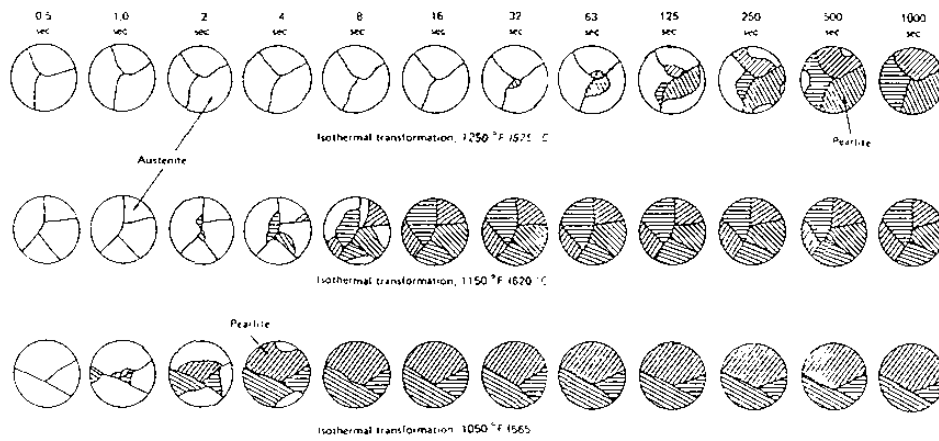 0.5 1.0 2 4 8 16 32 63 125 250 500 1000
sec sec sec sec sec sec sec sec sec sec sec sec
Isothermal transformation, 1250 °F (675 °C
Pearlite
Austenite
Isothermal transformation, 1150 °F (620 °C
Pearlite
Isothermal transformation 1050 °F (565